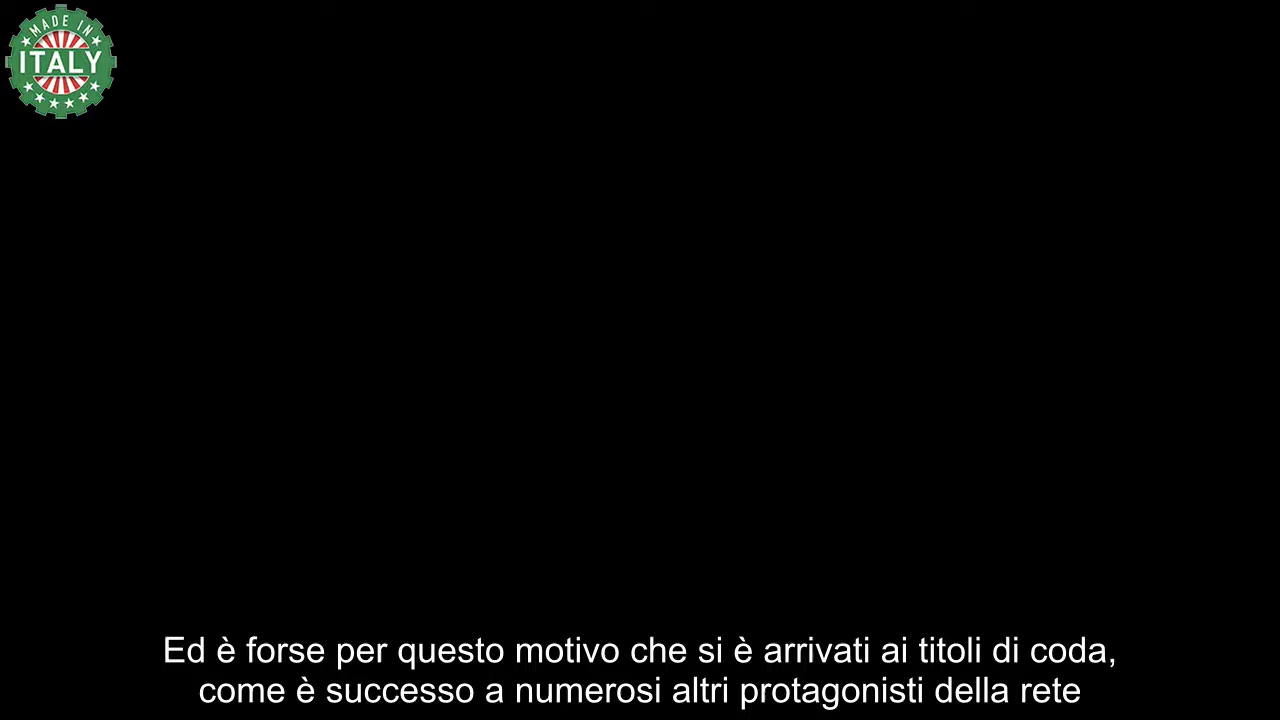 MADE IN
ITALY
Ed è forse per questo motivo che si è arrivati ai titoli di coda,
come è successo a numerosi altri protagonisti della rete